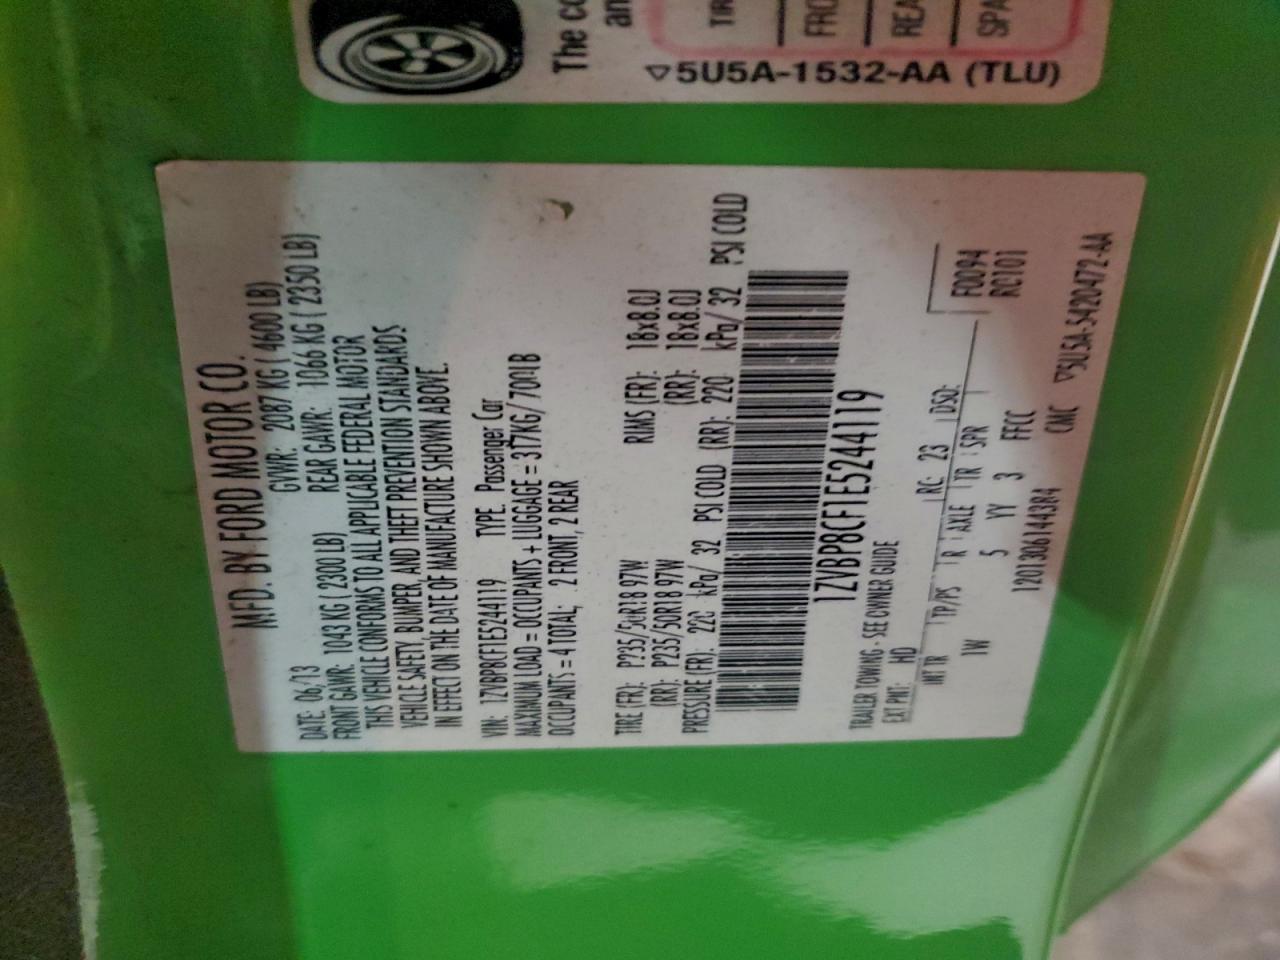 The co
an
TIR
FRO
REA
SPA
5U5A-1532-AA (TLU)
MFD. BY FORD MOTOR CO.
DATE: 06/13 GVWR: 2087 KG ( 4600 LB)
FRONT GAWR: 1043 KG ( 2300 LB) REAR GAWR: 1066 KG ( 2350 LB)
THIS VEHICLE CONFORMS TO ALL APPLICABLE FEDERAL MOTOR
VEHICLE SAFETY, BUMPER, AND THEFT PREVENTION STANDARDS
IN EFFECT ON THE DATE OF MANUFACTURE SHOWN ABOVE.
VIN: 1ZVBP8CF1E5244119 TYPE: Passenger Car
MAXIMUM LOAD = OCCUPANTS + LUGGAGE = 317KG/701LB
OCCUPANTS = 4 TOTAL; 2 FRONT, 2 REAR
TIRE (FR): P235/50R18 97W RIMS (FR): 18x8.0J
(RR): P235/50R18 97W (RR): 18x8.0J
PRESSURE (FR): 220 kPa/ 32 PSI COLD (RR): 220 kPa/ 32 PSI COLD
1ZVBP8CF1E5244119
TRAILER TOWING - SEE OWNER GUIDE
EXT PNT: HD RC: 23 DSO: F0094
INT TR TP/PS R AXLE TR SPR RC101
1W 5 YY 3 FFCC
120130306144384 CMC 5U5A-5420472-AA